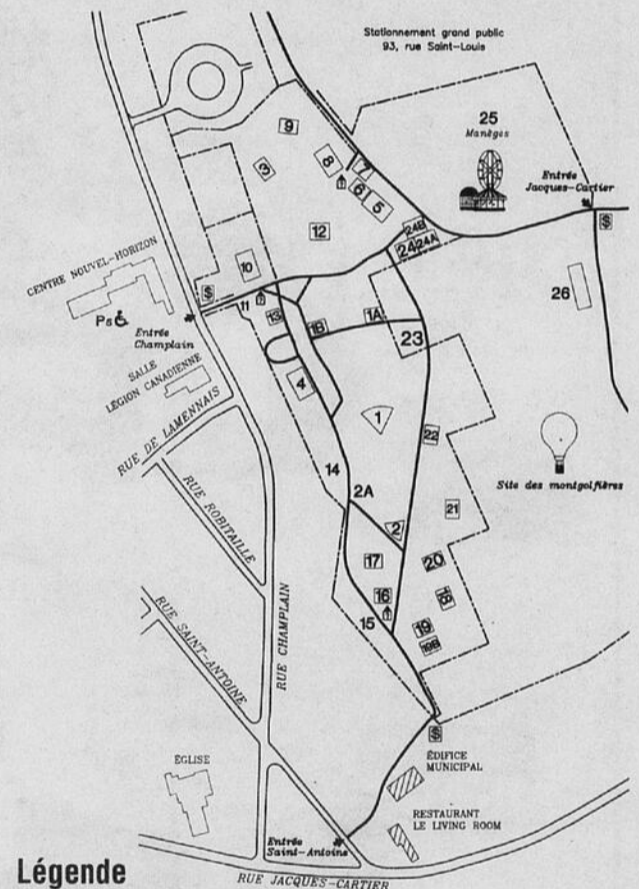 Stationnement grand public
93, rue Saint-Louis
25
Manèges
Entrée
Jacques-Cartier
$
9
8
7
3
6
5
12
24B
24
24A
10
26
CENTRE NOUVEL-HORIZON
$
P5
Entrée
Champlain
11
13
1B
1A
23
SALLE
LÉGION CANADIENNE
4
1
RUE DE LAMENNAIS
22
Site des montgolfières
14
2A
RUE ROBITAILLE
21
2
17
20
16
18
15
19
19B
RUE SAINT-ANTOINE
RUE CHAMPLAIN
$
ÉGLISE
ÉDIFICE
MUNICIPAL
RESTAURANT
LE LIVING ROOM
Entrée
Saint-Antoine
Légende
RUE JACQUES-CARTIER